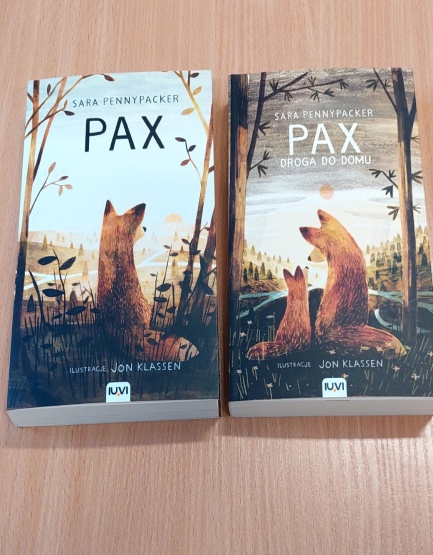 SARA PENNYPACKER
PAX
ILUSTRACJE JON KLASSEN
IUVI
SARA PENNYPACKER
PAX
DROGA DO DOMU
ILUSTRACJE JON KLASSEN
IUVI